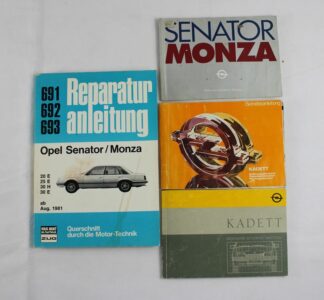 691
692
693
Reparatur
anleitung
Opel Senator/Monza
20 E
25 E
30 H
30 E
ab
Aug. 1981
Querschnitt
durch die Motor-Technik
SENATOR
MONZA
Betriebsanleitung
KADETT
KADETT